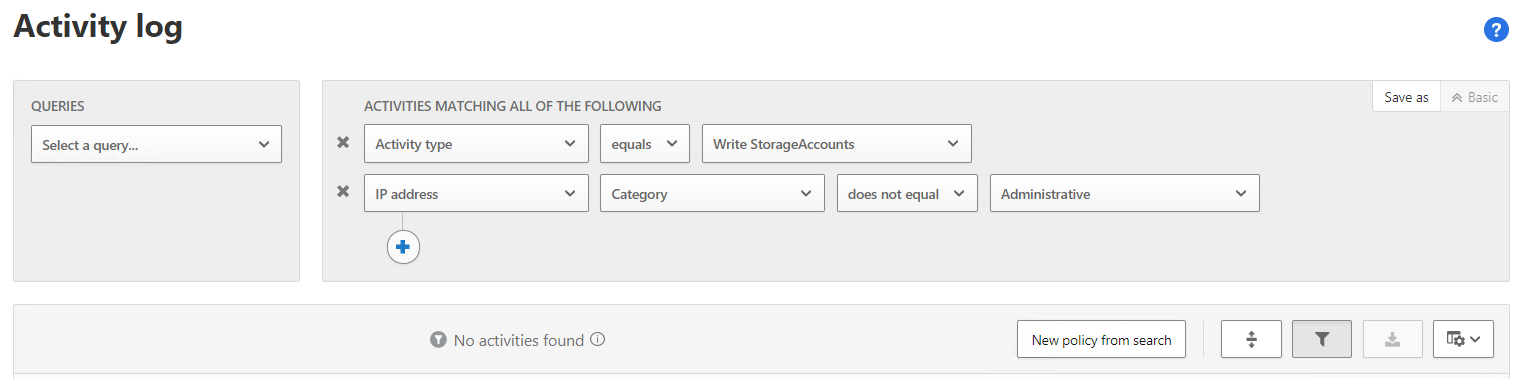 Activity log
?
QUERIES
Select a query...
ACTIVITIES MATCHING ALL OF THE FOLLOWING
Save as
Basic
Activity type
equals
Write StorageAccounts
IP address
Category
does not equal
Administrative
No activities found
New policy from search